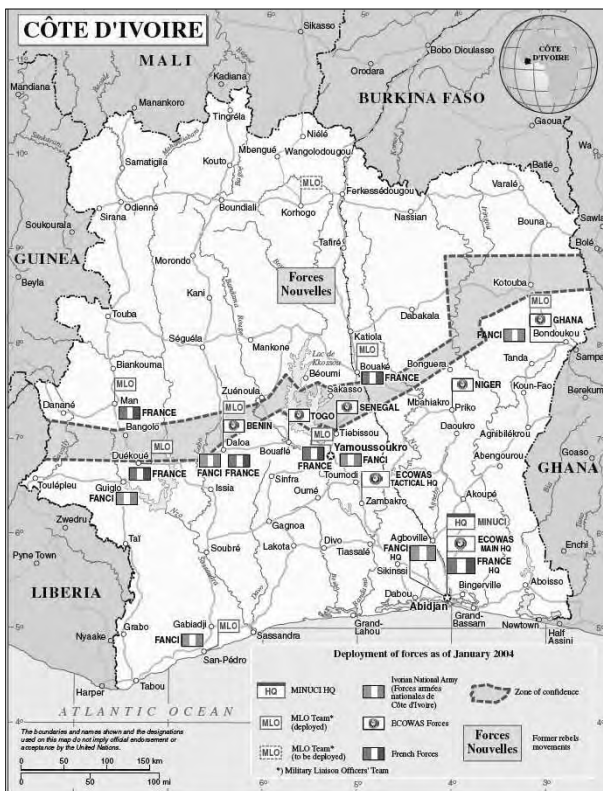 CÔTE D'IVOIRE
MALI
BURKINA FASO
CÔTE
D'IVOIRE
GUINEA
LIBERIA
GHANA
ATLANTIC OCEAN
Sikasso
Bobo Dioulasso
Orodara
Kadiana
Mandiana
Manankoro
Tingréla
Gaoua
Niélé
Mbengué
Wangolodougou
Wa
Batié
Samatigila
Kouto
MLO
Ferkessédougou
Varalé
Odienné
Sirana
Boundiali
Korhogo
Nassian
Bouna
Soukourala
Tafiré
Bolé
Morondo
Beyla
Forces
Nouvelles
Kotouba
Kani
MLO
GHANA
Touba
Dabakala
Séguéla
Katiola
FANCI
Bondoukou
Mankone
MLO
Tanda
Biankouma
Lac de
Kossou
Bouaké
Bonguera
MLO
Béoumi
FRANCE
Koun-Fao
Danané
Man
FRANCE
Zuénoula
Sakasso
NIGER
Berekum
MLO
TOGO
SENEGAL
Mbahiakro
Priko
Bangolo
BENIN
MLO
Tiebissou
Daoukro
Agnibilékrou
MLO
Daloa
Bouaflé
Yamoussoukro
Duékoué
Abengourou
Goaso
FRANCE
FANCI
FRANCE
FRANCE
FANCI
Toulépleu
Guiglo
Issia
Sinfra
Toumodi
ECOWAS
TACTICAL HQ
FANCI
Oumé
Zambakro
Akoupé
Zwedru
Gagnoa
HQ
MINUCI
Taï
Soubré
Lakota
Divo
Tiassalé
Agboville
ECOWAS
MAIN HQ
Enchi
Pyne Town
FANCI
HQ
FRANCE
HQ
Sikinssi
Bingerville
Aboisso
Dabou
Abidjan
Gabiadji
MLO
Grand-
Lahou
Grand-
Bassam
Newtown
Half
Assini
Nyaake
Grabo
FANCI
Sassandra
San-Pédro
Tabou
Harper
Deployment of forces as of January 2004
HQ MINUCI HQ
MLO MLO Team*
(deployed)
MLO MLO Team*
(to be deployed)
Ivorian National Army
(Forces armées
nationales de
Côte d'Ivoire)
ECOWAS Forces
French Forces
Zone of confidence
Forces
Nouvelles
Former rebels
movements
*) Military Liaison Officers' Team
The boundaries and names shown and the designations
used on this map do not imply official endorsement or
acceptance by the United Nations.
0 50 100 150 km
0 50 100 mi